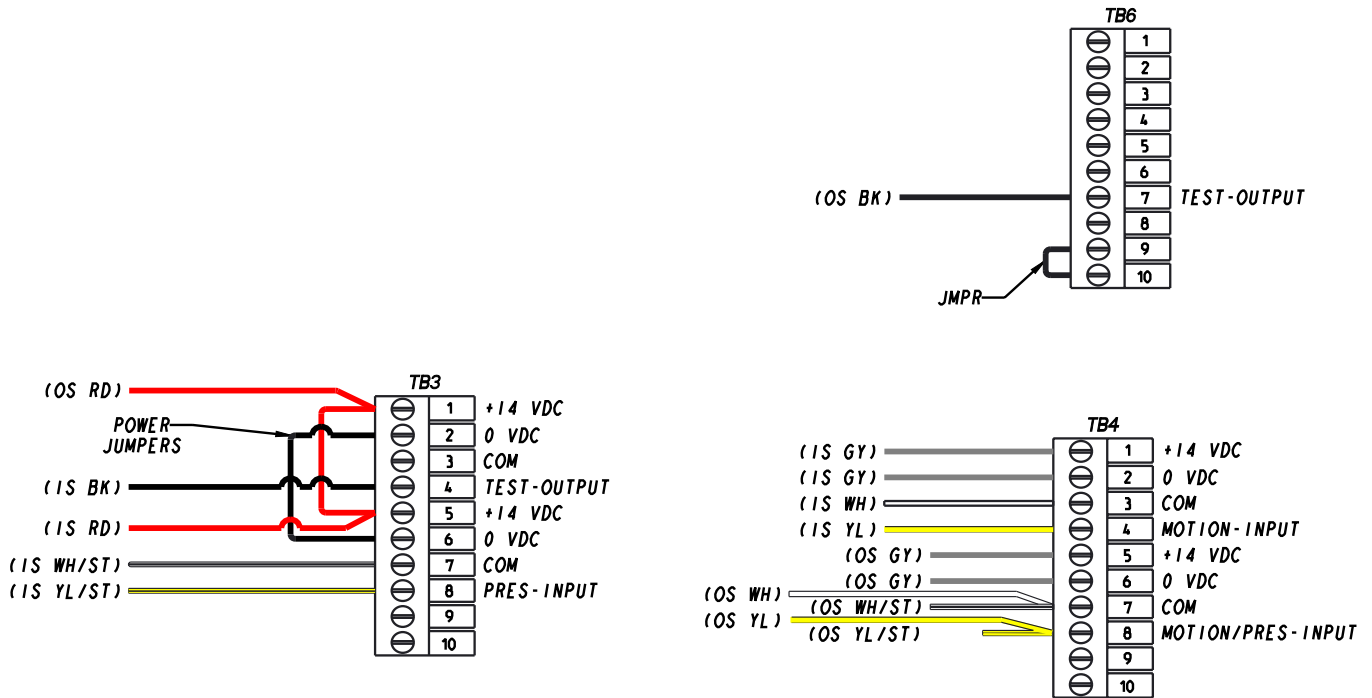 TB6
1
2
3
4
5
6
(OS BK) 7 TEST-OUTPUT
8
9
10
JMPR
TB3
(OS RD) 1 +14 VDC
POWER JUMPERS
2 0 VDC
3 COM
(IS BK) 4 TEST-OUTPUT
5 +14 VDC
(IS RD)
6 0 VDC
(IS WH/ST) 7 COM
(IS YL/ST) 8 PRES-INPUT
9
10
TB4
(IS GY) 1 +14 VDC
(IS GY) 2 0 VDC
(IS WH) 3 COM
(IS YL) 4 MOTION-INPUT
(OS GY) 5 +14 VDC
(OS GY) 6 0 VDC
(OS WH)
(OS WH/ST) 7 COM
(OS YL)
(OS YL/ST) 8 MOTION/PRES-INPUT
9
10